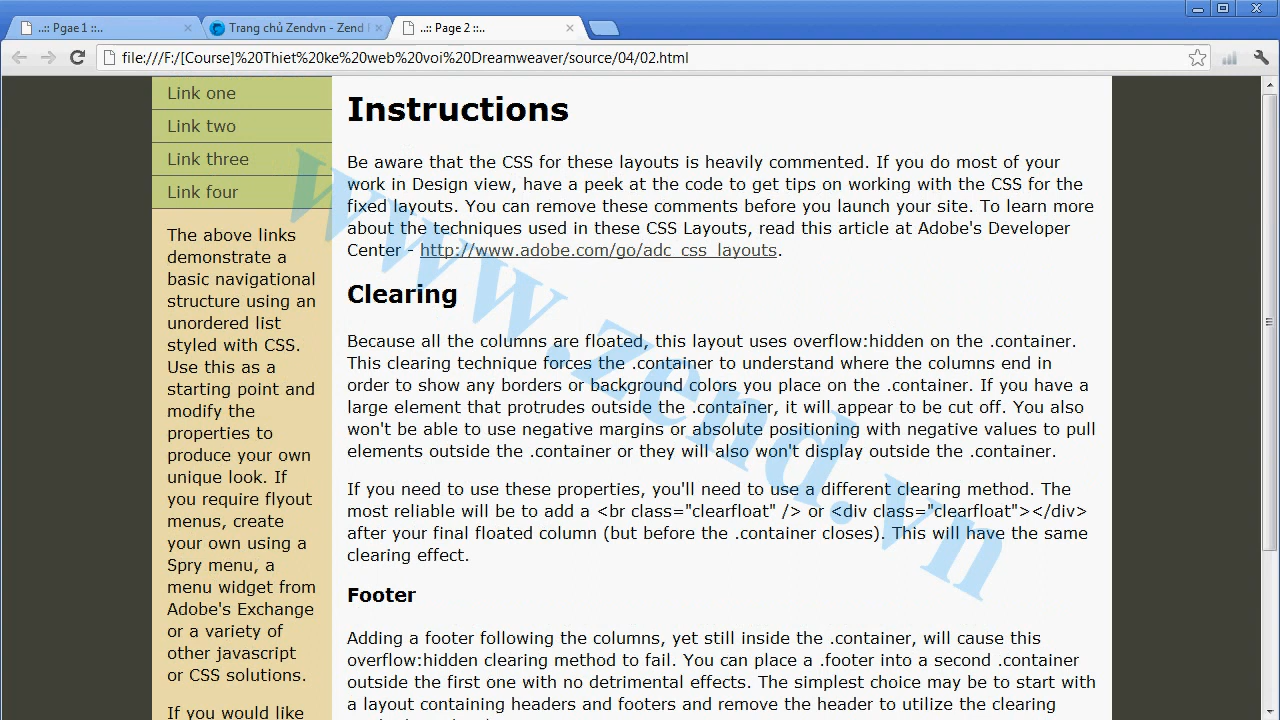 ..:: Pgae 1 ::..
Trang chủ Zendvn - Zend
..:: Page 2 ::..
file:///F:/[Course]%20Thiet%20ke%20web%20voi%20Dreamweaver/source/04/02.html
Link one
Link two
Link three
Link four
The above links
demonstrate a
basic navigational
structure using an
unordered list
styled with CSS.
Use this as a
starting point and
modify the
properties to
produce your own
unique look. If
you require flyout
menus, create
your own using a
Spry menu, a
menu widget from
Adobe's Exchange
or a variety of
other javascript
or CSS solutions.
If you would like
Instructions
Be aware that the CSS for these layouts is heavily commented. If you do most of your
work in Design view, have a peek at the code to get tips on working with the CSS for the
fixed layouts. You can remove these comments before you launch your site. To learn more
about the techniques used in these CSS Layouts, read this article at Adobe's Developer
Center - http://www.adobe.com/go/adc_css_layouts.
Clearing
Because all the columns are floated, this layout uses overflow:hidden on the .container.
This clearing technique forces the .container to understand where the columns end in
order to show any borders or background colors you place on the .container. If you have a
large element that protrudes outside the .container, it will appear to be cut off. You also
won't be able to use negative margins or absolute positioning with negative values to pull
elements outside the .container or they will also won't display outside the .container.
If you need to use these properties, you'll need to use a different clearing method. The
most reliable will be to add a <br class="clearfloat" /> or <div class="clearfloat"></div>
after your final floated column (but before the .container closes). This will have the same
clearing effect.
Footer
Adding a footer following the columns, yet still inside the .container, will cause this
overflow:hidden clearing method to fail. You can place a .footer into a second .container
outside the first one with no detrimental effects. The simplest choice may be to start with
a layout containing headers and footers and remove the header to utilize the clearing
www.zend.vn